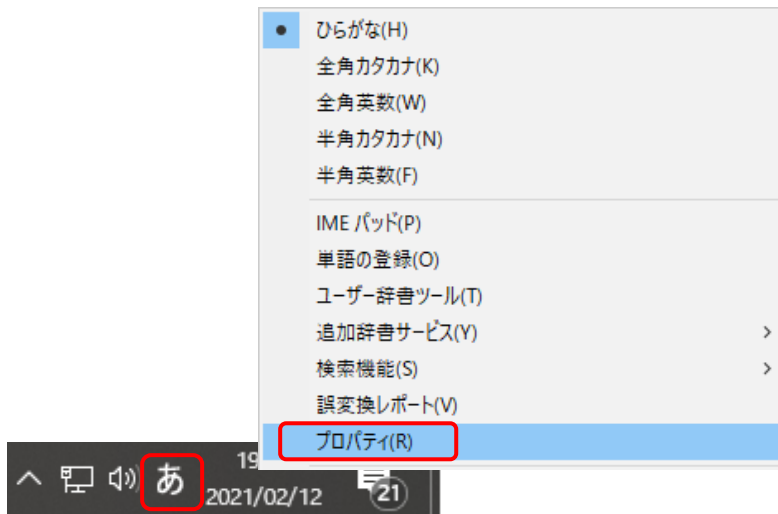 ひらがな(H)
全角カタカナ(K)
全角英数(W)
半角カタカナ(N)
半角英数(F)
IME パッド(P)
単語の登録(O)
ユーザー辞書ツール(T)
追加辞書サービス(Y)
検索機能(S)
誤変換レポート(V)
プロパティ(R)
あ
19
2021/02/12
21